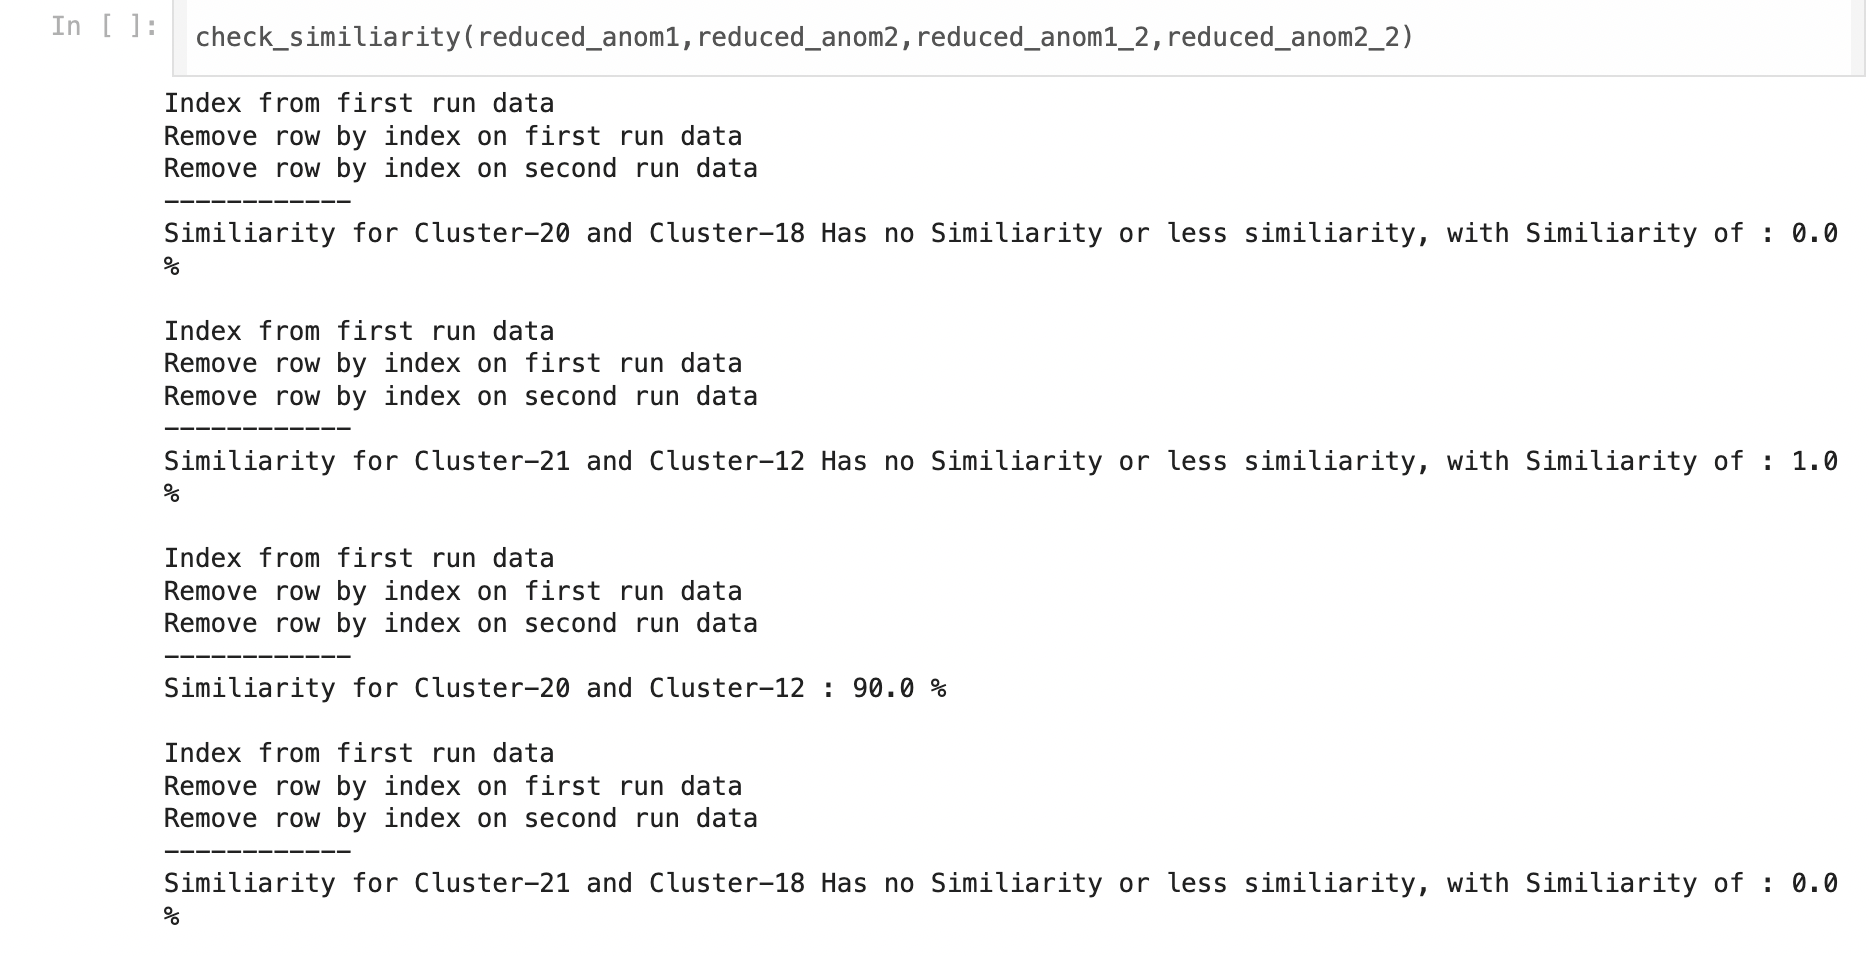 In [ ]:
check_similiarity(reduced_anom1,reduced_anom2,reduced_anom1_2,reduced_anom2_2)
Index from first run data
Remove row by index on first run data
Remove row by index on second run data
------------
Similiarity for Cluster-20 and Cluster-18 Has no Similiarity or less similiarity, with Similiarity of : 0.0
%
Index from first run data
Remove row by index on first run data
Remove row by index on second run data
------------
Similiarity for Cluster-21 and Cluster-12 Has no Similiarity or less similiarity, with Similiarity of : 1.0
%
Index from first run data
Remove row by index on first run data
Remove row by index on second run data
------------
Similiarity for Cluster-20 and Cluster-12 : 90.0 %
Index from first run data
Remove row by index on first run data
Remove row by index on second run data
------------
Similiarity for Cluster-21 and Cluster-18 Has no Similiarity or less similiarity, with Similiarity of : 0.0
%